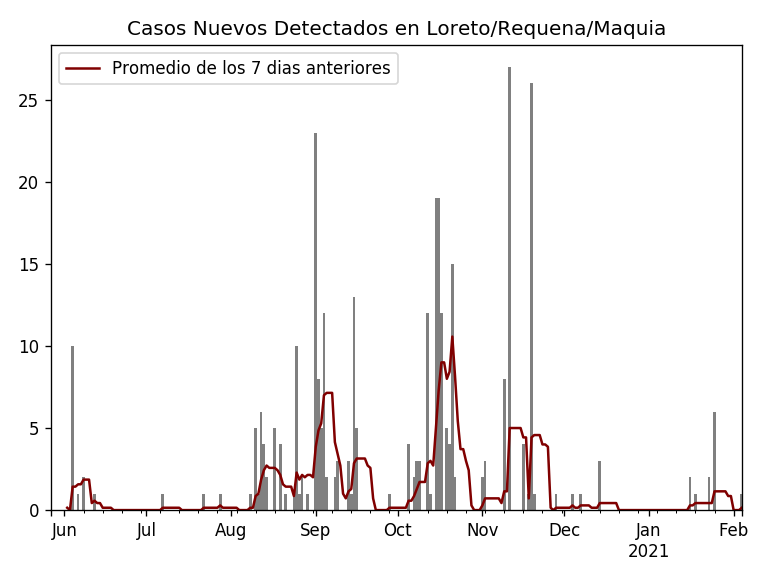 Casos Nuevos Detectados en Loreto/Requena/Maquia
Promedio de los 7 dias anteriores
25
20
15
10
5
0
Jun Jul Aug Sep Oct Nov Dec Jan Feb
2021